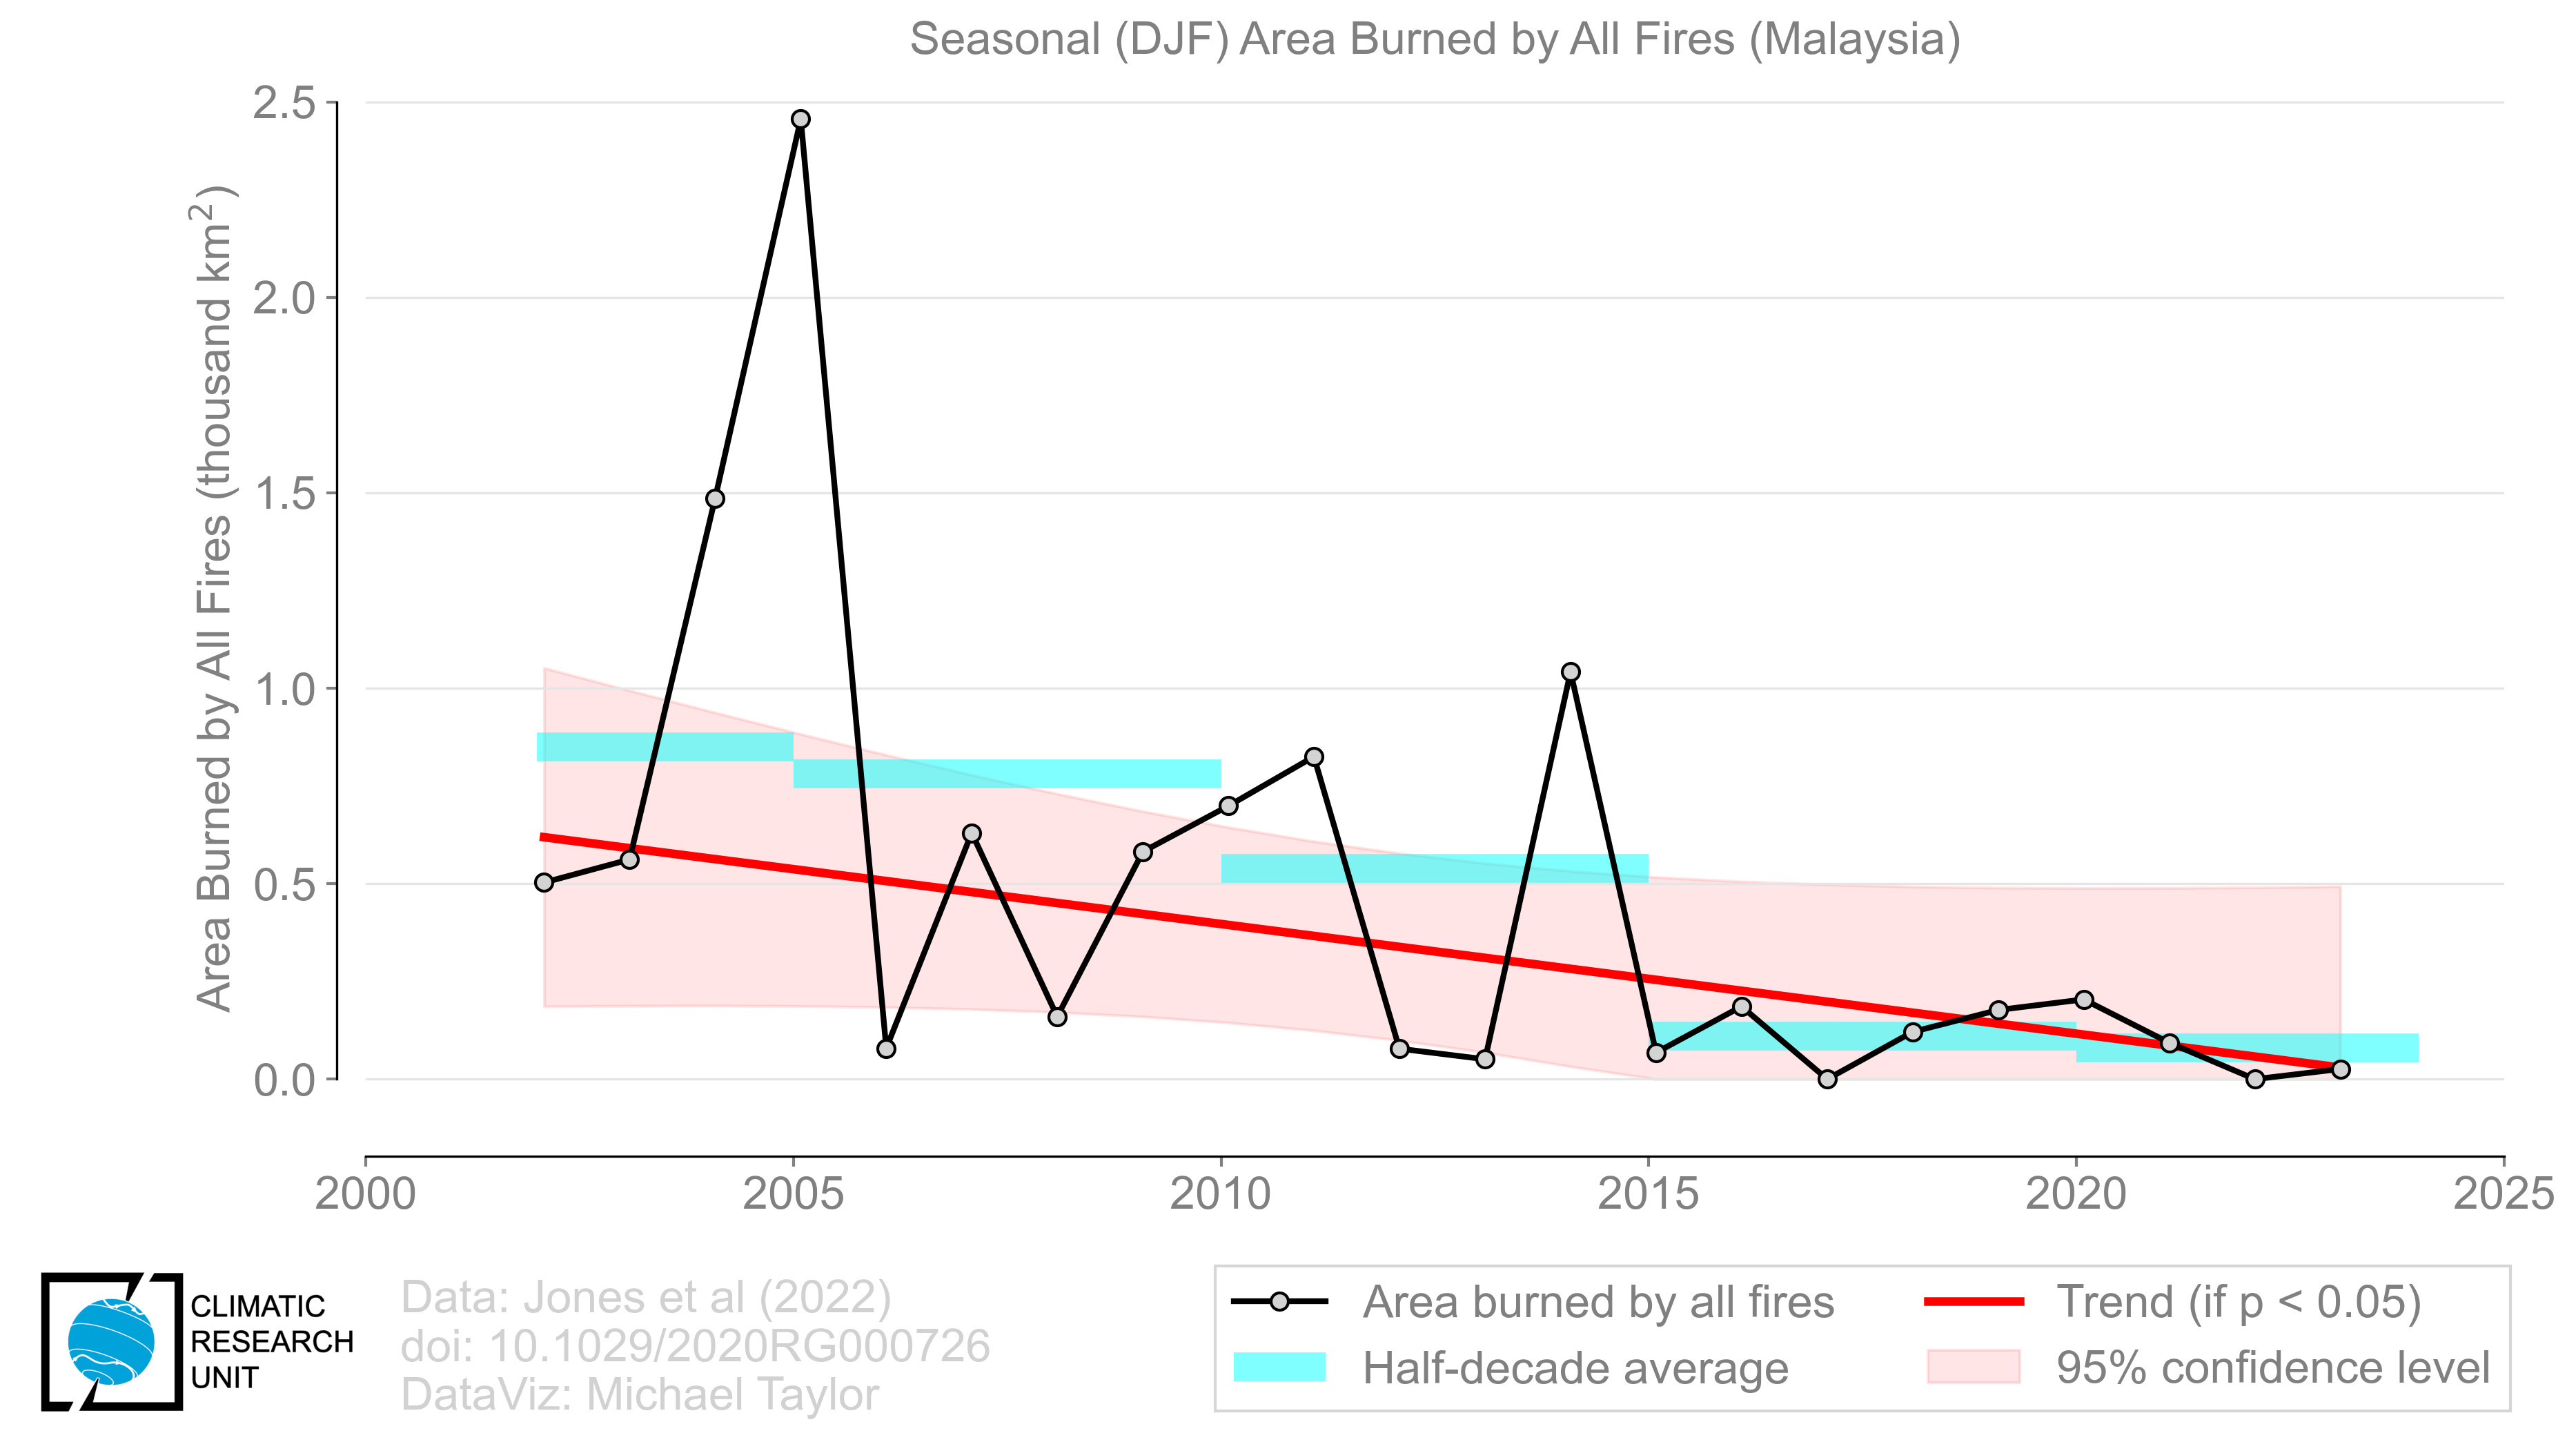 Seasonal (DJF) Area Burned by All Fires (Malaysia)
Area Burned by All Fires (thousand km²)
2.5
2.0
1.5
1.0
0.5
0.0
2000 2005 2010 2015 2020 2025
CLIMATIC
RESEARCH
UNIT
Data: Jones et al (2022)
doi: 10.1029/2020RG000726
DataViz: Michael Taylor
Area burned by all fires
Half-decade average
Trend (if p < 0.05)
95% confidence level